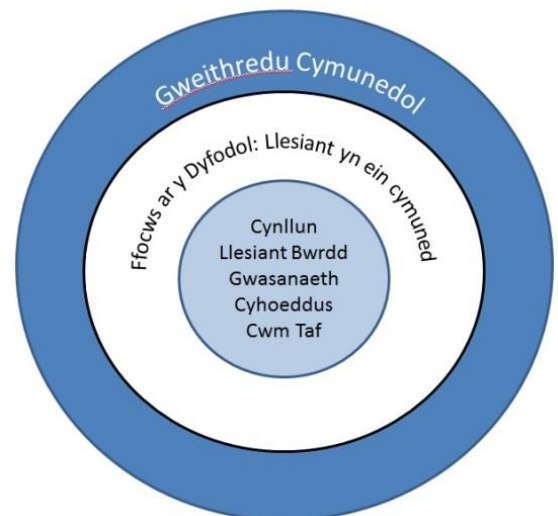 Gweithredu Cymunedol
Ffocws ar y Dyfodol: Llesiant yn ein cymuned
Cynllun
Llesiant Bwrdd
Gwasanaeth
Cyhoeddus
Cwm Taf